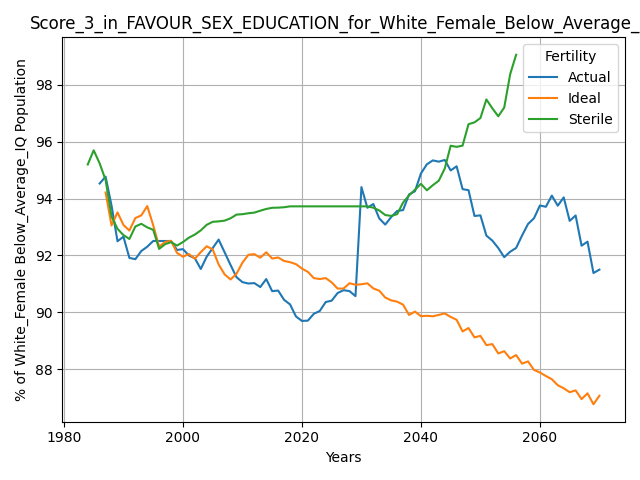 Score_3_in_FAVOUR_SEX_EDUCATION_for_White_Female_Below_Average_
% of White_Female Below_Average_IQ Population
98
96
94
92
90
88
1980
2000
2020
2040
2060
Years
Fertility
Actual
Ideal
Sterile